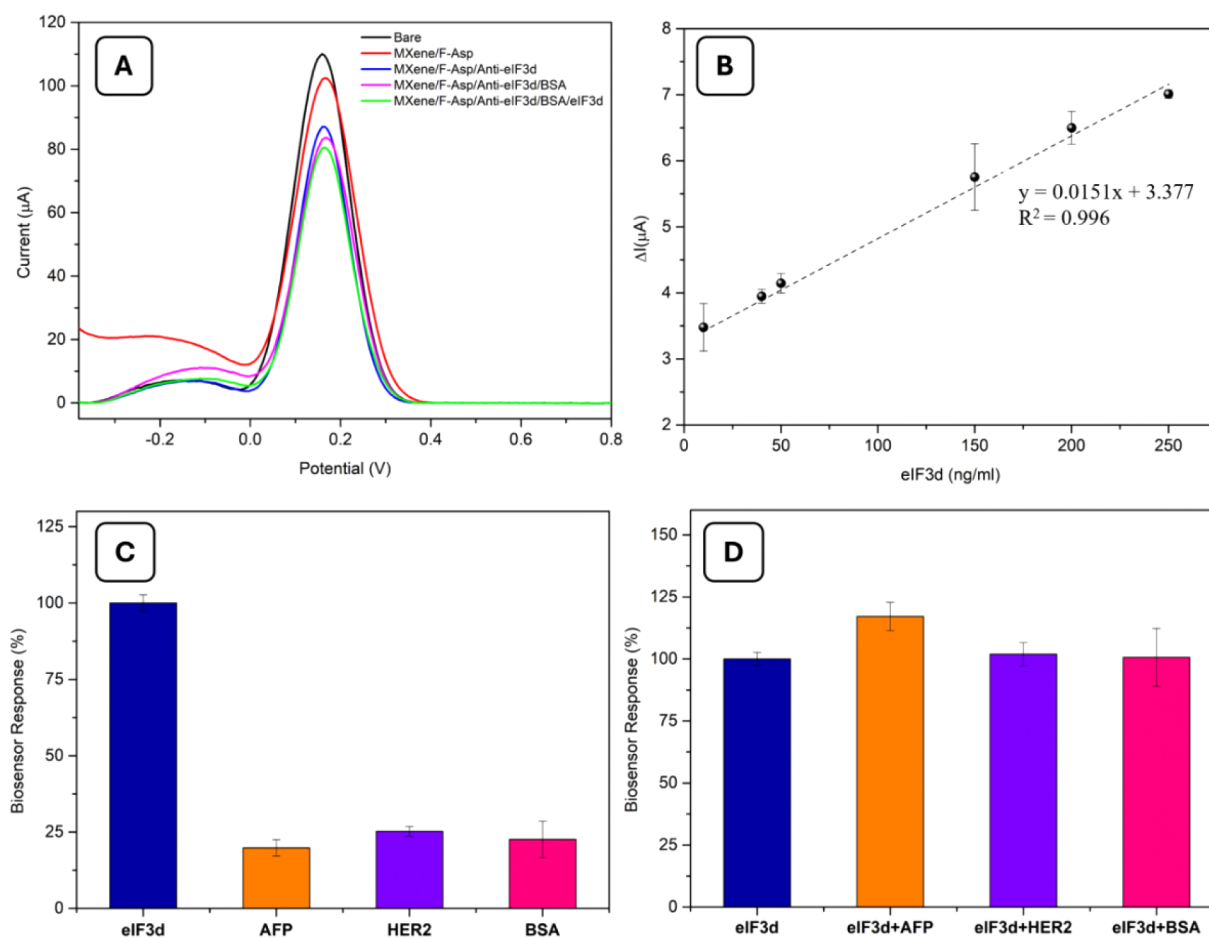 A
Bare
MXene/F-Asp
MXene/F-Asp/Anti-eIF3d
MXene/F-Asp/Anti-eIF3d/BSA
MXene/F-Asp/Anti-eIF3d/BSA/eIF3d
120
100
80
60
40
20
0
Current (µA)
-0.2 0.0 0.2 0.4 0.6 0.8
Potential (V)
B
8
7
6
5
4
3
2
ΔI(µA)
y = 0.0151x + 3.377
R² = 0.996
0 50 100 150 200 250
eIF3d (ng/ml)
C
125
100
75
50
25
0
Biosensor Response (%)
eIF3d AFP HER2 BSA
D
150
125
100
75
50
25
0
Biosensor Response (%)
eIF3d eIF3d+AFP eIF3d+HER2 eIF3d+BSA